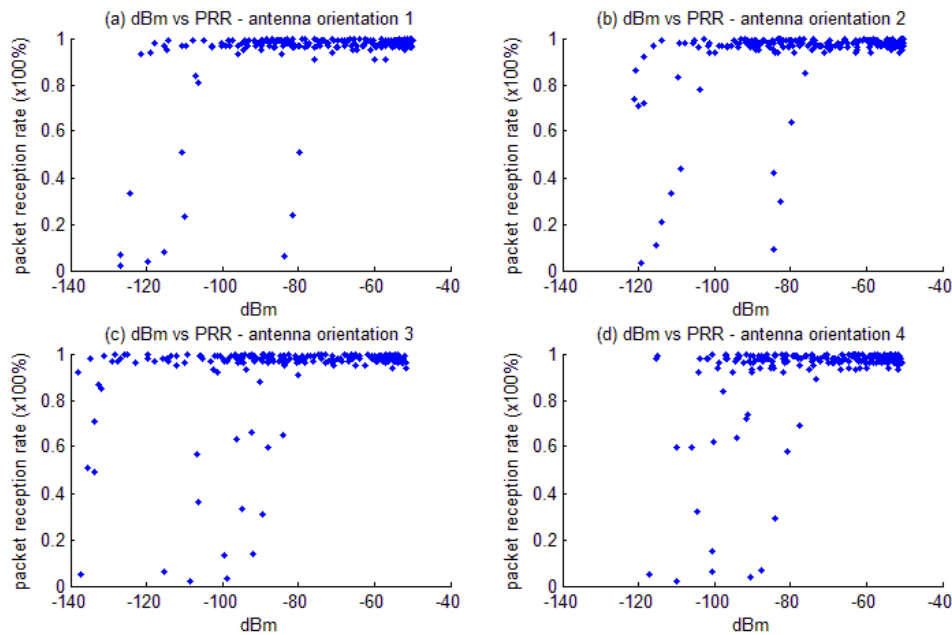 (a) dBm vs PRR - antenna orientation 1
packet reception rate (x100%)
1
0.8
0.6
0.4
0.2
0
-140 -120 -100 -80 -60 -40
dBm
(b) dBm vs PRR - antenna orientation 2
packet reception rate (x100%)
1
0.8
0.6
0.4
0.2
0
-140 -120 -100 -80 -60 -40
dBm
(c) dBm vs PRR - antenna orientation 3
packet reception rate (x100%)
1
0.8
0.6
0.4
0.2
0
-140 -120 -100 -80 -60 -40
dBm
(d) dBm vs PRR - antenna orientation 4
packet reception rate (x100%)
1
0.8
0.6
0.4
0.2
0
-140 -120 -100 -80 -60 -40
dBm